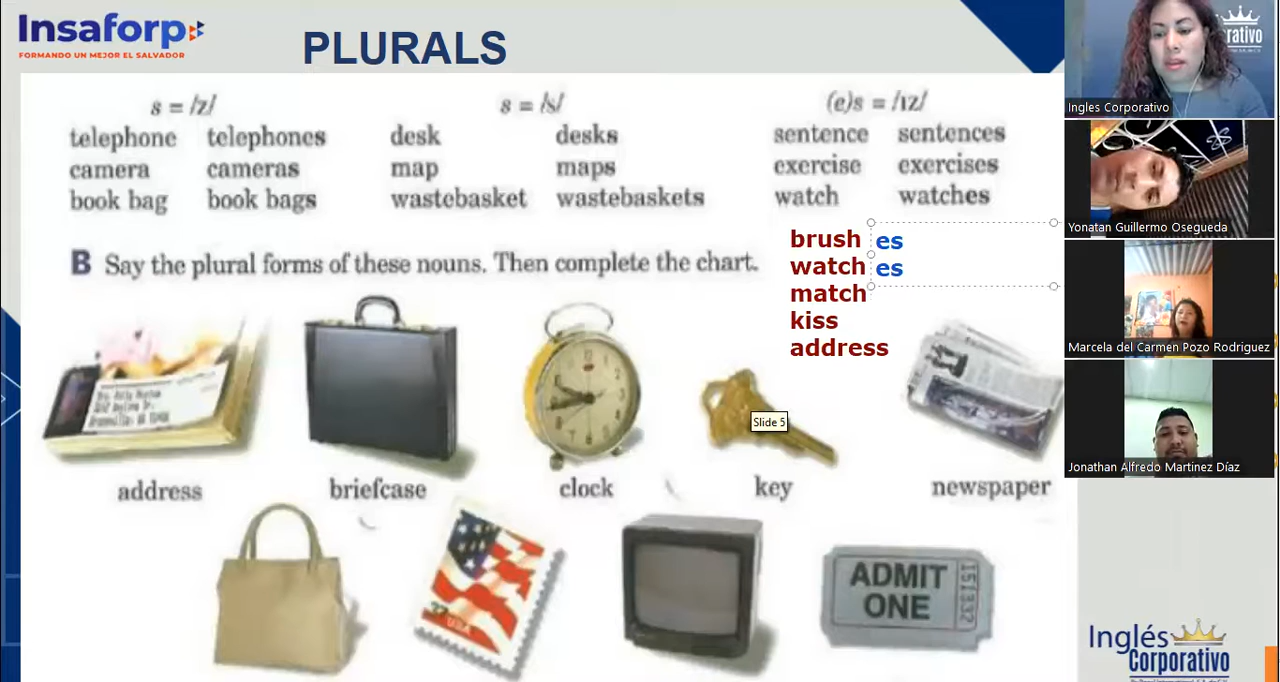 Insaforp
FORMANDO UN MEJOR EL SALVADOR
PLURALS
s = /z/ s = /s/ (e)s = /ız/
telephone telephones desk desks sentence sentences
camera cameras map maps exercise exercises
book bag book bags wastebasket wastebaskets watch watches
brush es
watch es
match
kiss
address
B Say the plural forms of these nouns. Then complete the chart.
Slide 5
address briefcase clock key newspaper
USA
ADMIT
ONE
151332
Inglés
Corporativo
rativo
Ingles Corporativo
Yonatan Guillermo Osegueda
Marcela del Carmen Pozo Rodriguez
Jonathan Alfredo Martinez Díaz